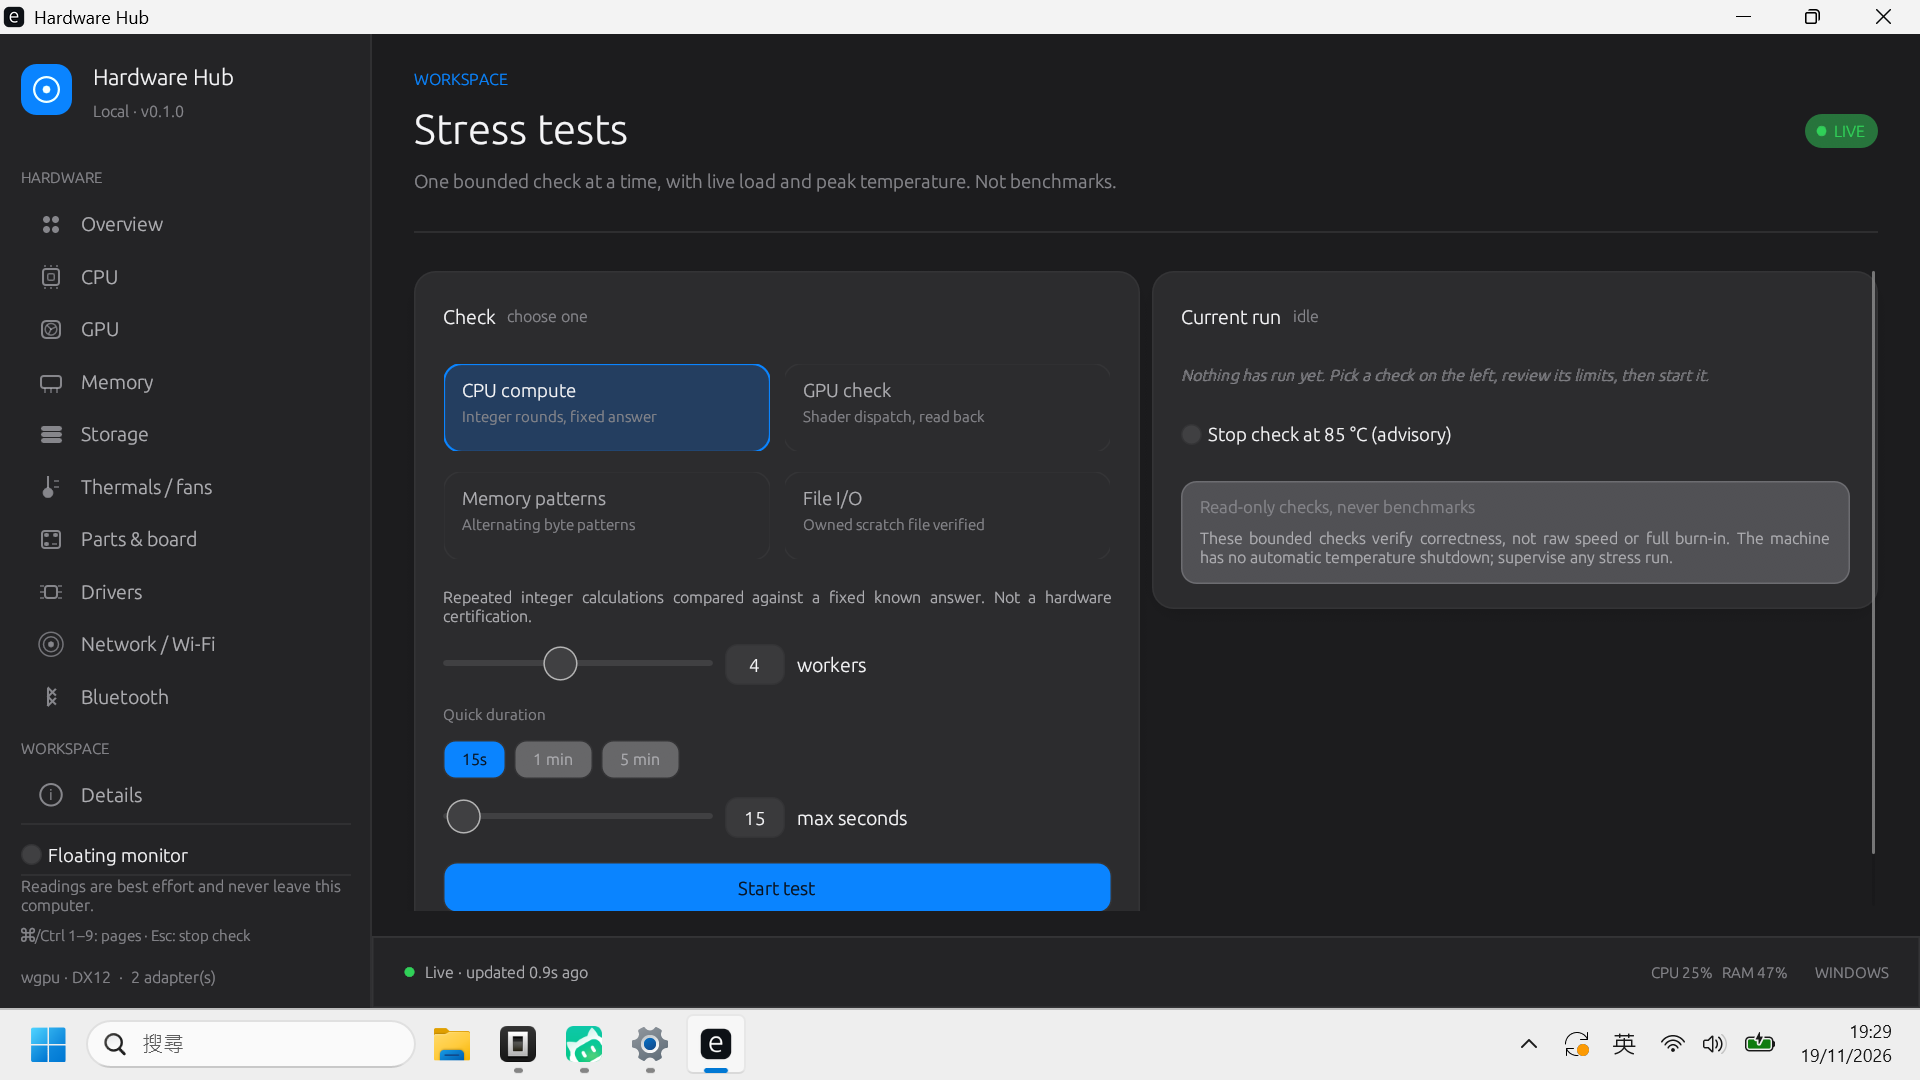 Hardware Hub
Hardware Hub
Local · v0.1.0
HARDWARE
Overview
CPU
GPU
Memory
Storage
Thermals / fans
Parts & board
Drivers
Network / Wi-Fi
Bluetooth
WORKSPACE
Details
Floating monitor
Readings are best effort and never leave this
computer.
⌘/Ctrl 1–9: pages · Esc: stop check
wgpu · DX12 · 2 adapter(s)
WORKSPACE
Stress tests
LIVE
One bounded check at a time, with live load and peak temperature. Not benchmarks.
Check choose one
CPU compute
Integer rounds, fixed answer
GPU check
Shader dispatch, read back
Memory patterns
Alternating byte patterns
File I/O
Owned scratch file verified
Repeated integer calculations compared against a fixed known answer. Not a hardware
certification.
4 workers
Quick duration
15s 1 min 5 min
15 max seconds
Start test
Current run idle
Nothing has run yet. Pick a check on the left, review its limits, then start it.
Stop check at 85 °C (advisory)
Read-only checks, never benchmarks
These bounded checks verify correctness, not raw speed or full burn-in. The machine
has no automatic temperature shutdown; supervise any stress run.
Live · updated 0.9s ago
CPU 25% RAM 47% WINDOWS
搜尋
英
19:29
19/11/2026